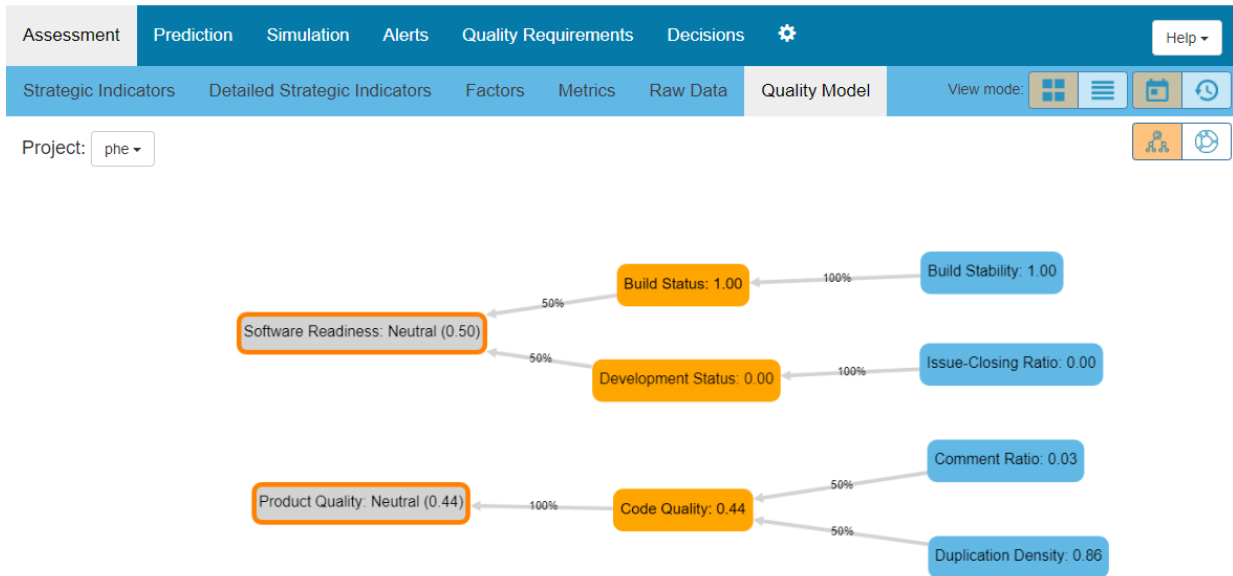 Assessment Prediction Simulation Alerts Quality Requirements Decisions Help
Strategic Indicators Detailed Strategic Indicators Factors Metrics Raw Data Quality Model View mode:
Project: phe
Build Stability: 1.00
100%
Build Status: 1.00
50%
Software Readiness: Neutral (0.50)
50%
Issue-Closing Ratio: 0.00
100%
Development Status: 0.00
Comment Ratio: 0.03
50%
Product Quality: Neutral (0.44)
100%
Code Quality: 0.44
50%
Duplication Density: 0.86